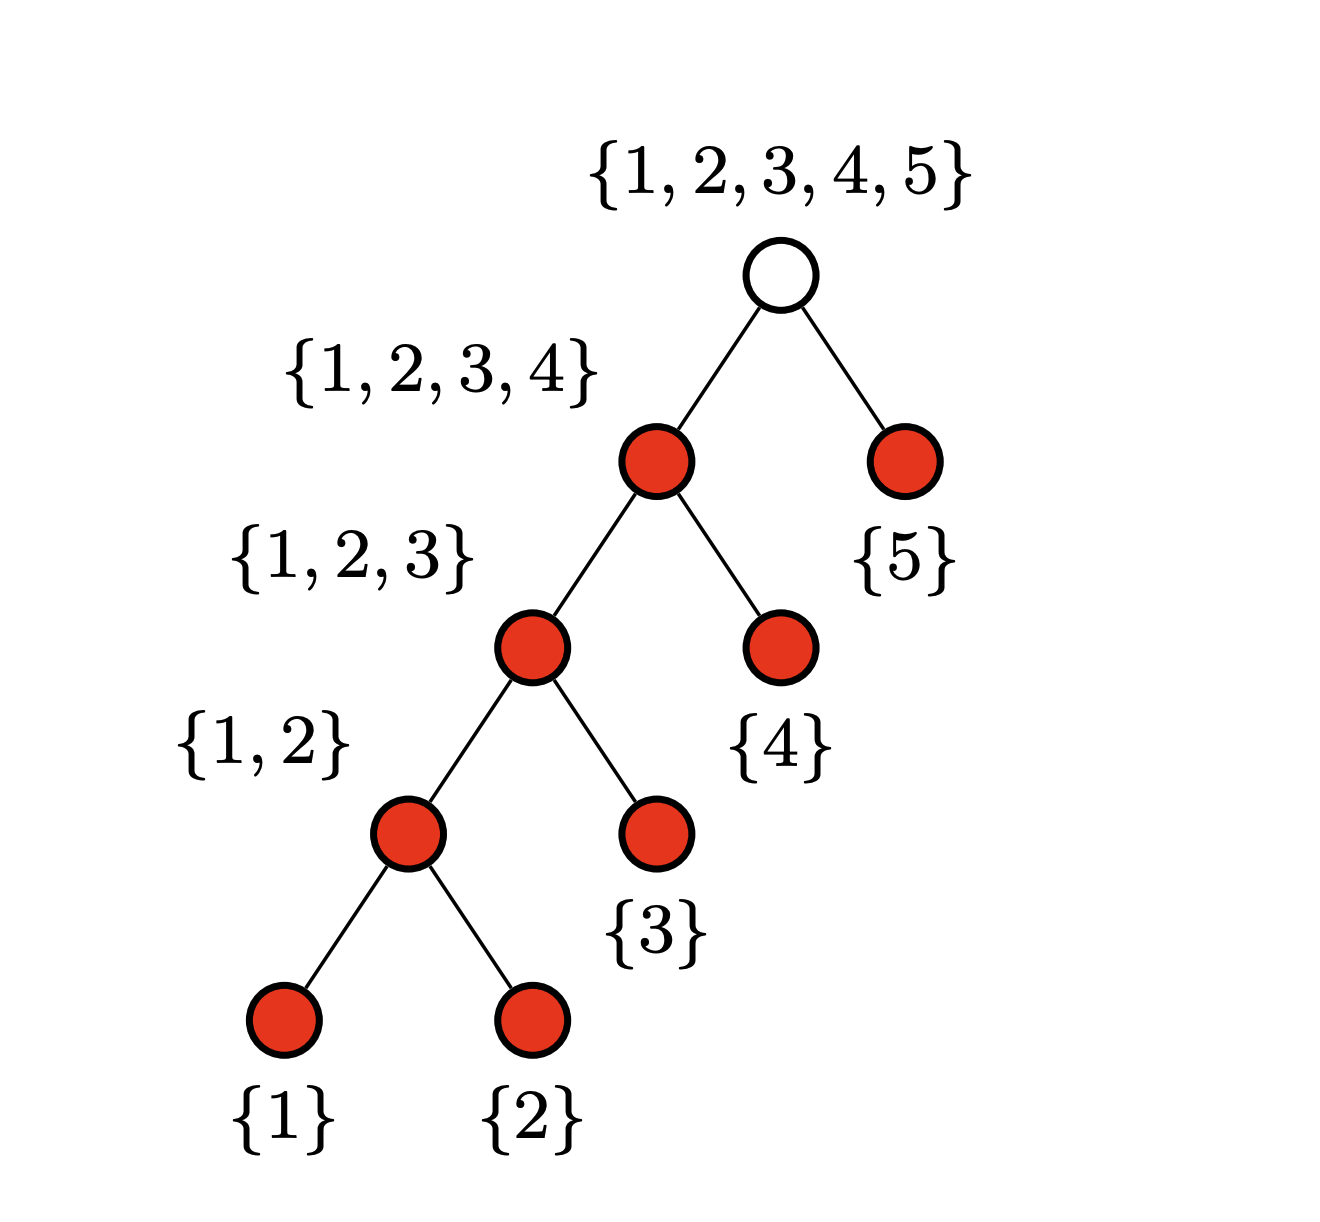 {1, 2, 3, 4, 5}
{1, 2, 3, 4}
{1, 2, 3}
{5}
{1, 2}
{4}
{3}
{1}
{2}